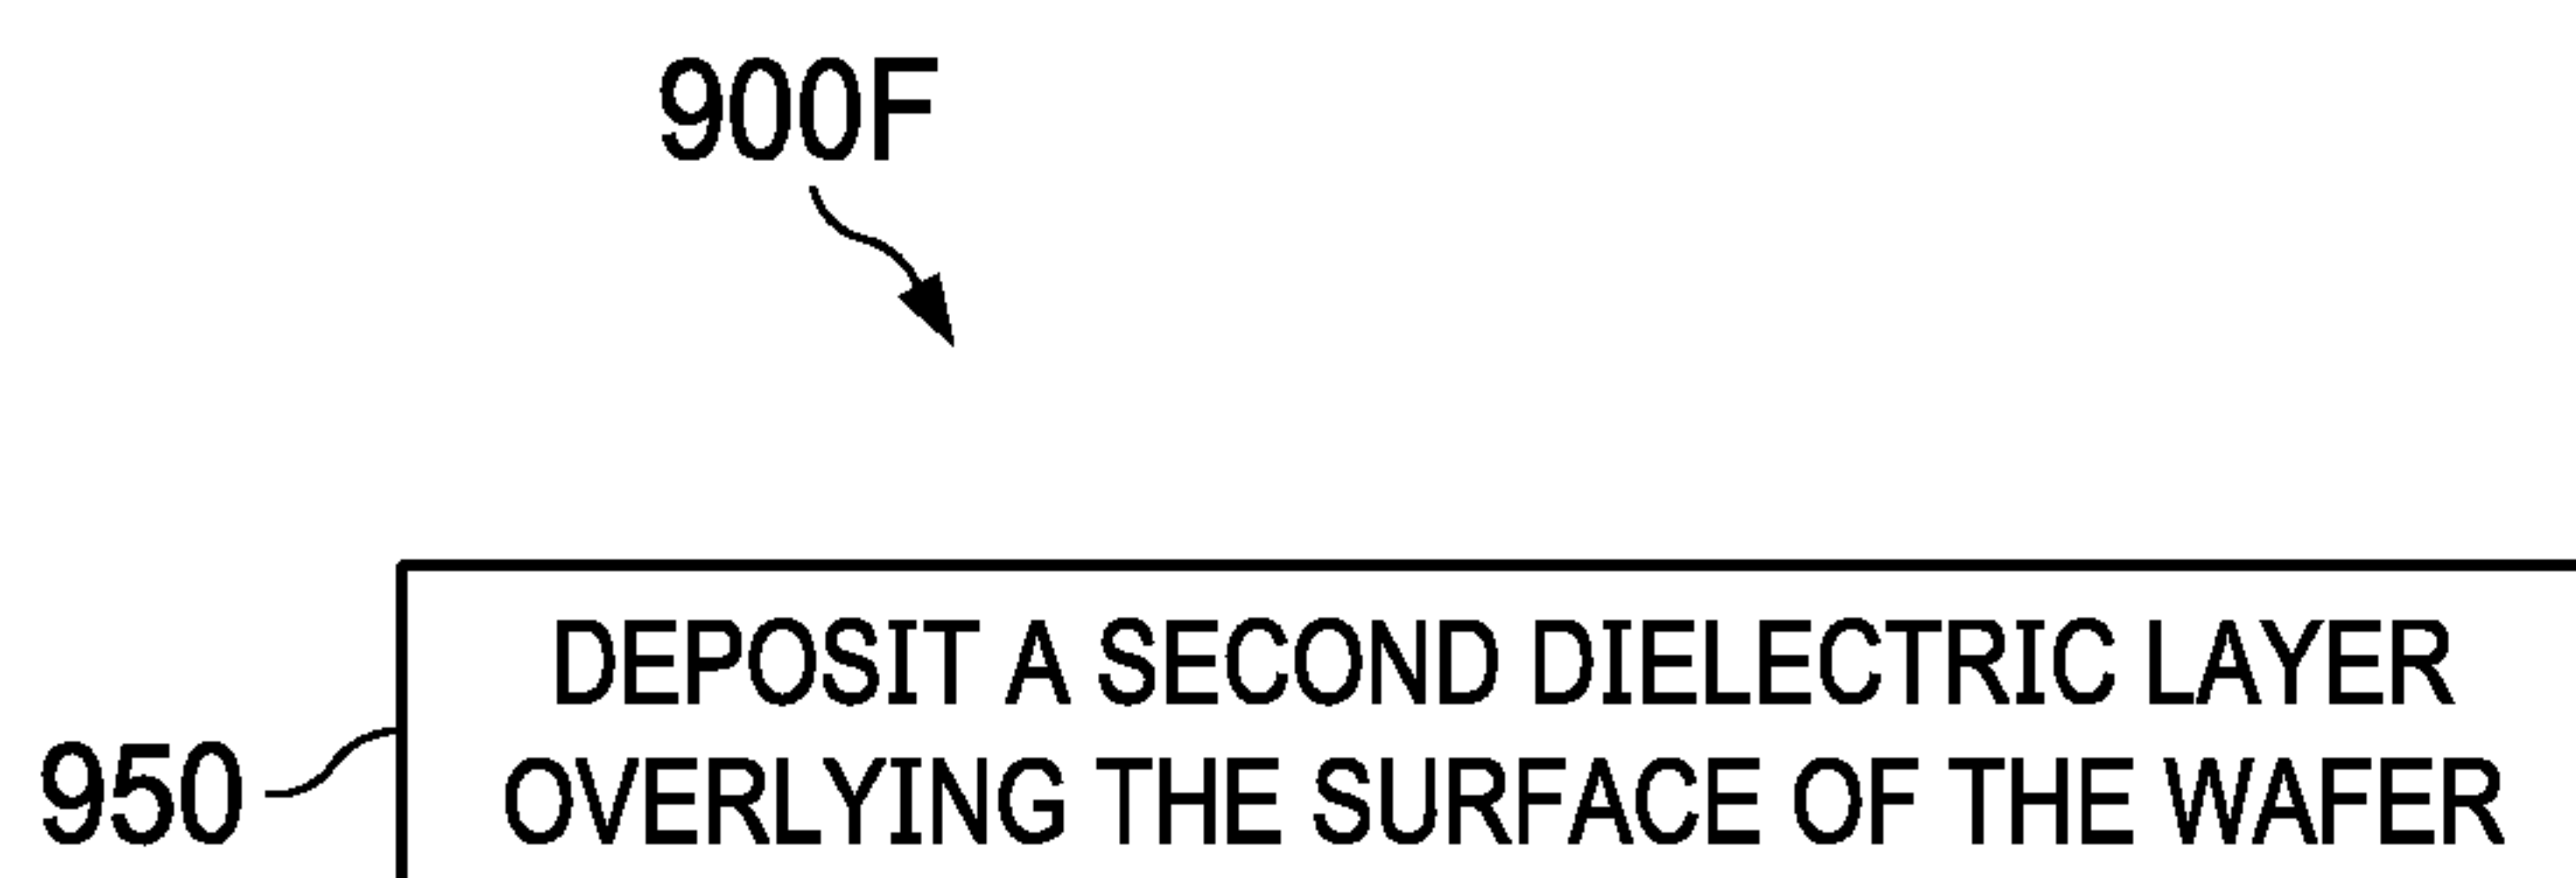 900F
DEPOSIT A SECOND DIELECTRIC LAYER
950 OVERLYING THE SURFACE OF THE WAFER